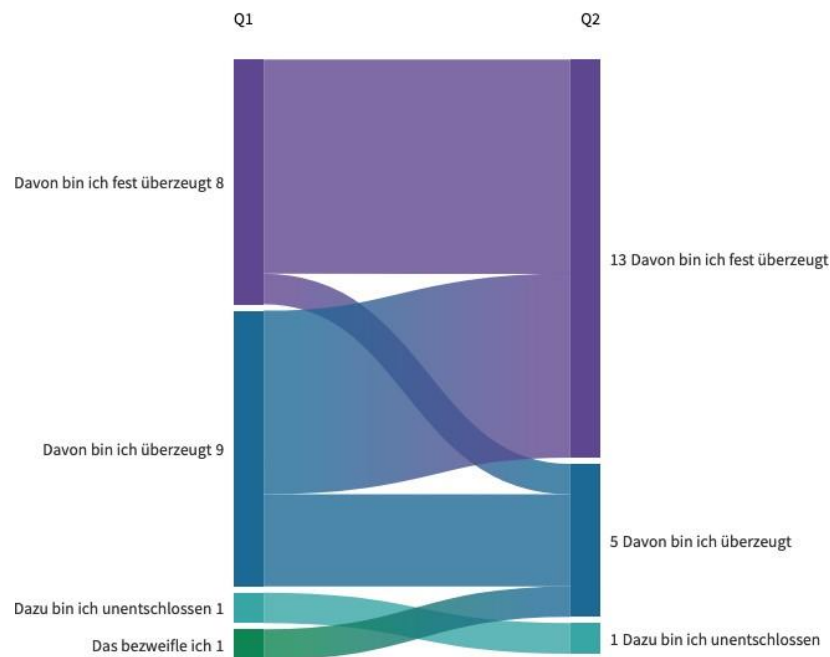 Q1
Q2
Davon bin ich fest überzeugt 8
13 Davon bin ich fest überzeugt
Davon bin ich überzeugt 9
5 Davon bin ich überzeugt
Dazu bin ich unentschlossen 1
1 Dazu bin ich unentschlossen
Das bezweifle ich 1